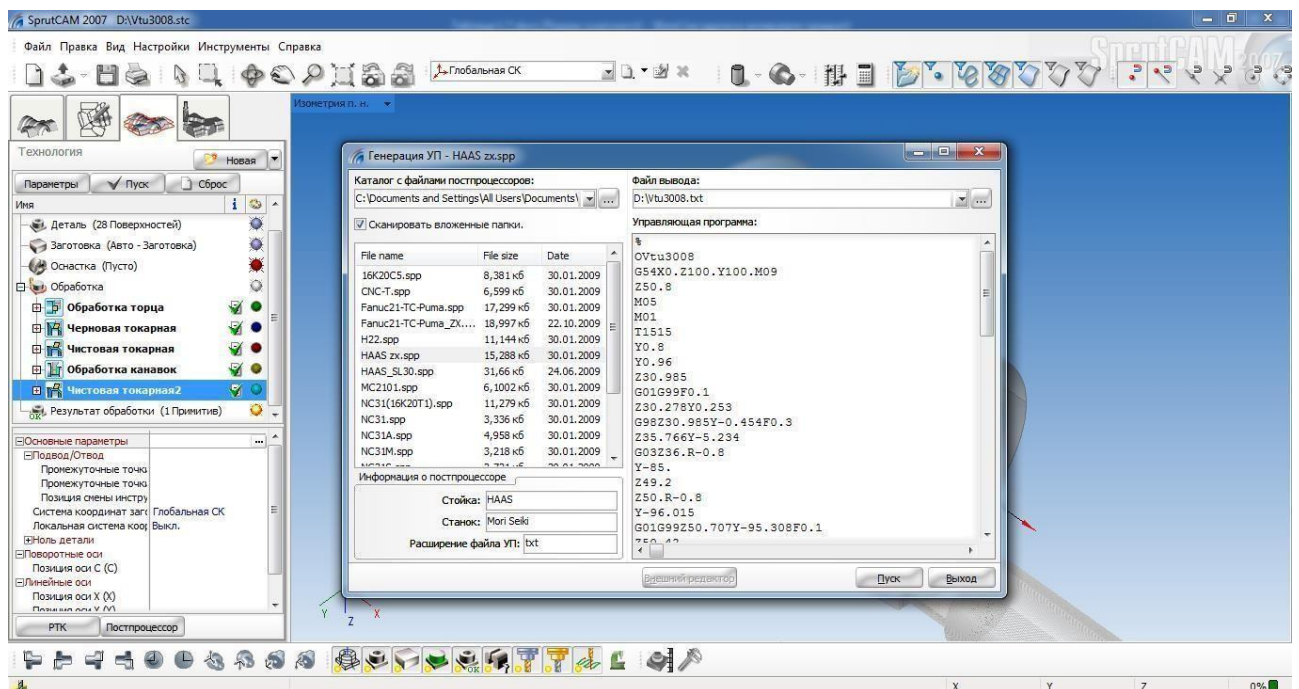 SprutCAM 2007 D:\Vtu3008.stc
Файл Правка Вид Настройки Инструменты Справка
Глобальная СК
Изометрия п. н.
Технология
Новая
Параметры Пуск Сброс
Имя
Деталь (28 Поверхностей)
Заготовка (Авто - Заготовка)
Оснастка (Пусто)
Обработка
Обработка торца
Черновая токарная
Чистовая токарная
Обработка канавок
Чистовая токарная2
Результат обработки (1 Примитив)
Основные параметры
Подвод/Отвод
Промежуточные точк
Промежуточные точк
Позиция смены инстру
Система координат заг Глобальная СК
Локальная система коор Выкл.
Ноль детали
Поворотные оси
Позиция оси C (C)
Линейные оси
Позиция оси X (X)
Позиция оси Y (Y)
РТК Постпроцессор
Генерация УП - HAAS zx.spp
Каталог с файлами постпроцессоров:
C:\Documents and Settings\All Users\Documents\
Сканировать вложенные папки.
File name File size Date
16K20C5.spp 8,381 кб 30.01.2009
CNC-T.spp 6,599 кб 30.01.2009
Fanuc21-TC-Puma.spp 17,299 кб 30.01.2009
Fanuc21-TC-Puma_ZX.... 18,997 кб 22.10.2009
H22.spp 11,144 кб 30.01.2009
HAAS zx.spp 15,288 кб 30.01.2009
HAAS_SL30.spp 31,66 кб 24.06.2009
MC2101.spp 6,1002 кб 30.01.2009
NC31(16K20T1).spp 11,279 кб 30.01.2009
NC31.spp 3,336 кб 30.01.2009
NC31A.spp 4,958 кб 30.01.2009
NC31M.spp 3,218 кб 30.01.2009
Информация о постпроцессоре
Стойка: HAAS
Станок: Mori Seiki
Расширение файла УП: txt
Файл вывода:
D:\Vtu3008.txt
Управляющая программа:
%
OVtu3008
G54X0.Z100.Y100.M09
Z50.8
M05
M01
T1515
Y0.8
Y0.96
Z30.985
G01G99F0.1
Z30.278Y0.253
G98Z30.985Y-0.454F0.3
Z35.766Y-5.234
G03Z36.R-0.8
Y-85.
Z49.2
Z50.R-0.8
Y-96.015
G01G99Z50.707Y-95.308F0.1
Внешний редактор Пуск Выход
Y Z X
X Y Z 0%